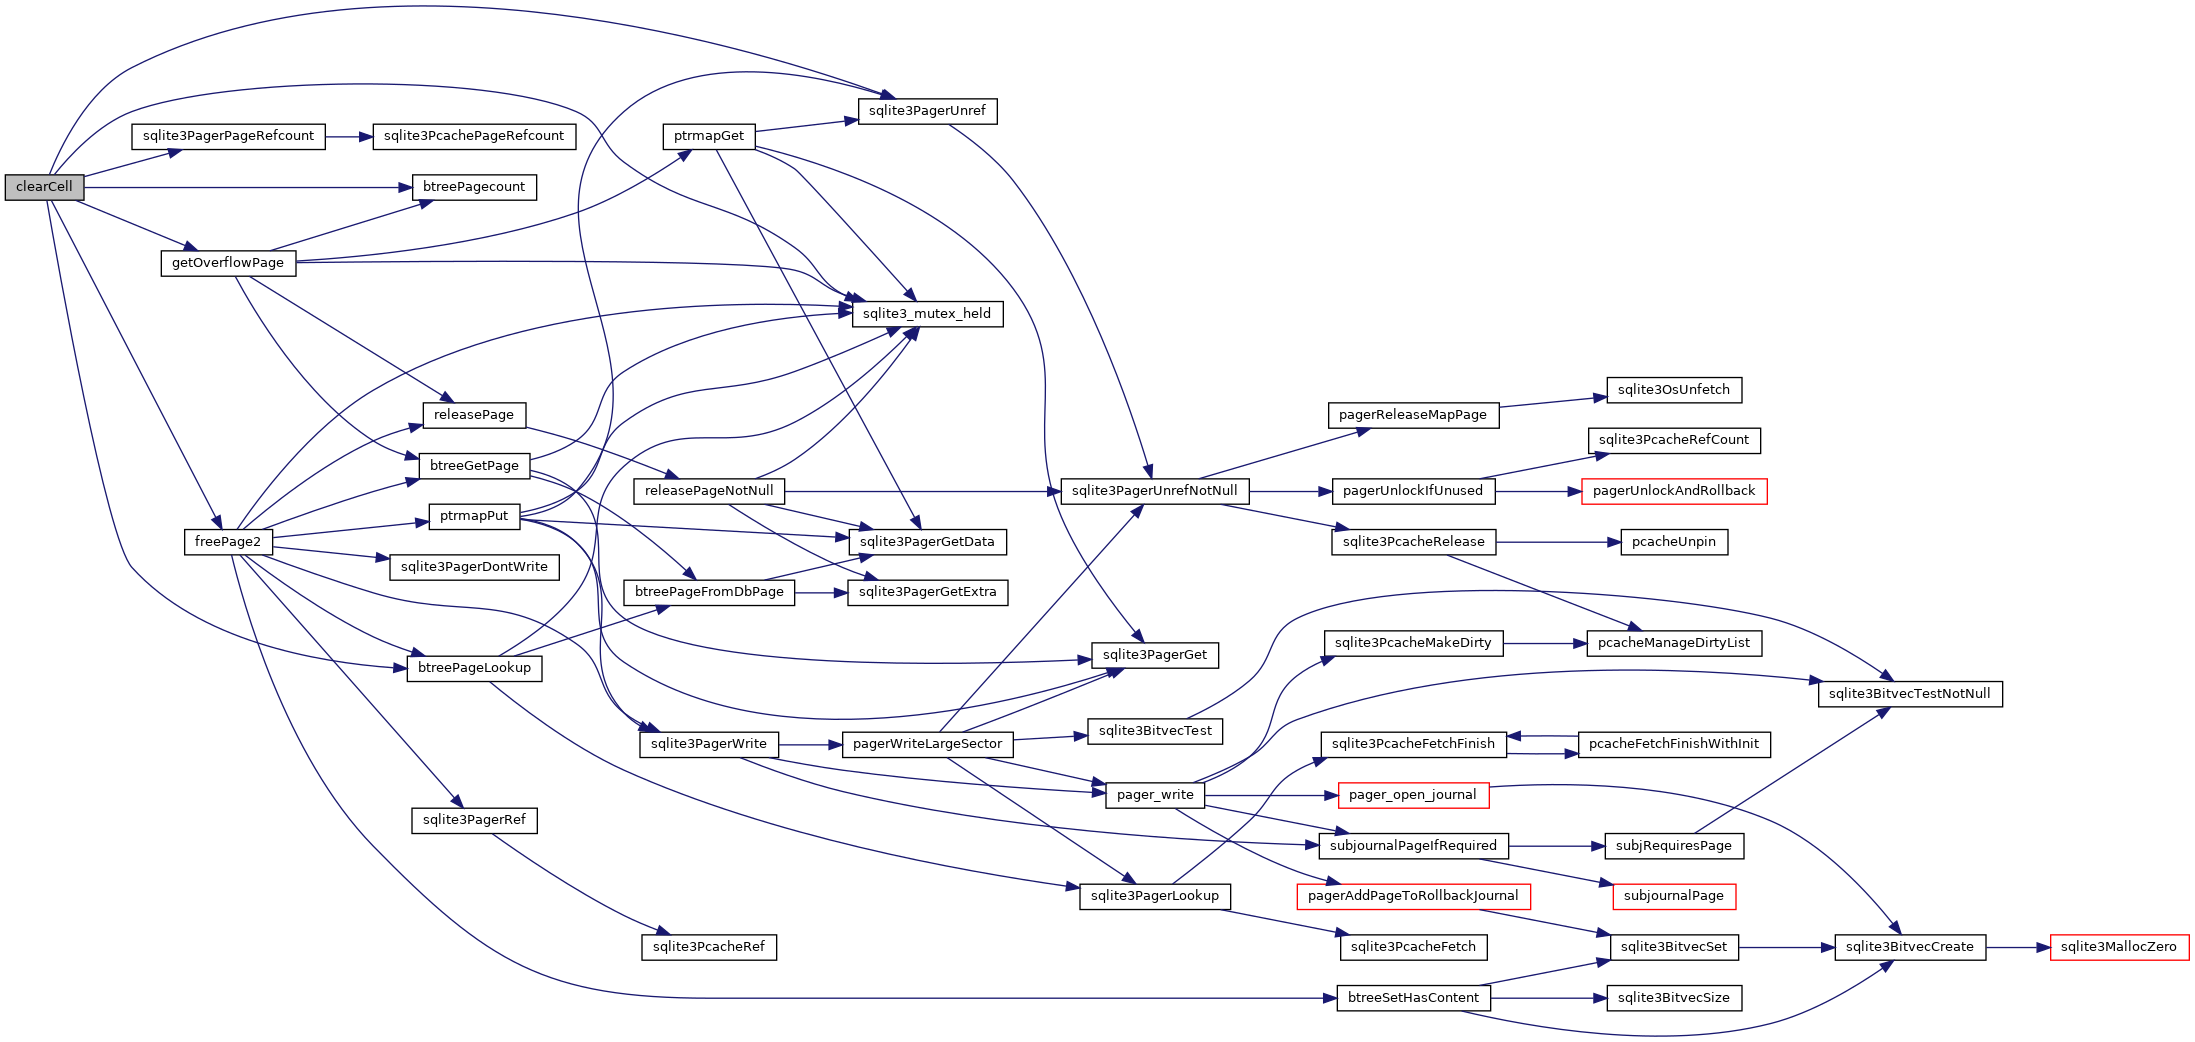 clearCell
sqlite3PagerPageRefcount
sqlite3PcachePageRefcount
btreePagecount
getOverflowPage
ptrmapGet
sqlite3PagerUnref
sqlite3_mutex_held
releasePage
btreeGetPage
releasePageNotNull
ptrmapPut
freePage2
sqlite3PagerDontWrite
sqlite3PagerGetData
btreePageFromDbPage
sqlite3PagerGetExtra
btreePageLookup
sqlite3PagerGet
sqlite3PagerWrite
pagerWriteLargeSector
sqlite3BitvecTest
pager_write
sqlite3PagerRef
sqlite3PcacheRef
sqlite3PagerLookup
sqlite3PagerUnrefNotNull
pagerReleaseMapPage
sqlite3OsUnfetch
sqlite3PcacheRefCount
pagerUnlockIfUnused
pagerUnlockAndRollback
sqlite3PcacheRelease
pcacheUnpin
sqlite3PcacheMakeDirty
pcacheManageDirtyList
sqlite3BitvecTestNotNull
sqlite3PcacheFetchFinish
pcacheFetchFinishWithInit
pager_open_journal
subjournalPageIfRequired
subjRequiresPage
pagerAddPageToRollbackJournal
subjournalPage
sqlite3PcacheFetch
sqlite3BitvecSet
sqlite3BitvecCreate
sqlite3MallocZero
btreeSetHasContent
sqlite3BitvecSize